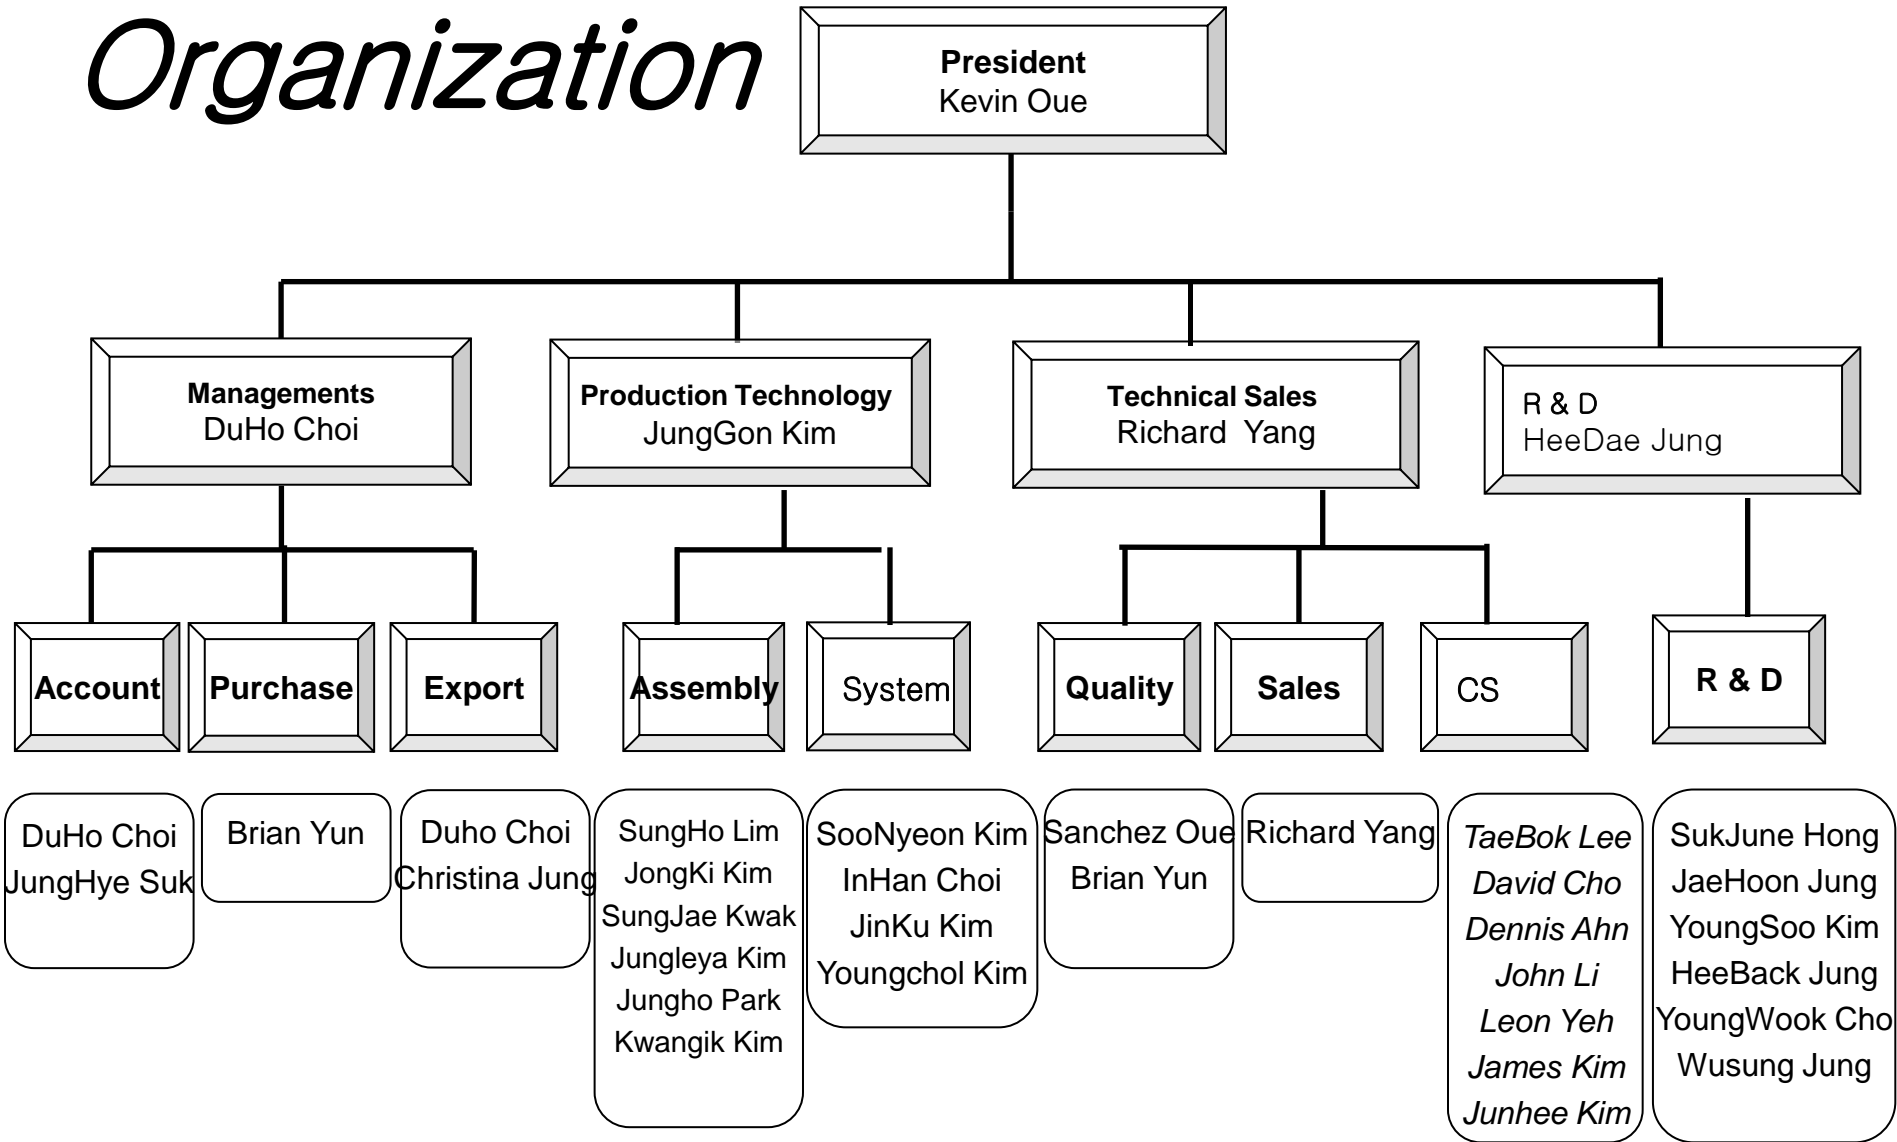 Organization
President
Kevin Oue
Managements
DuHo Choi
Production Technology
JungGon Kim
Technical Sales
Richard Yang
R & D
HeeDae Jung
Account
Purchase
Export
Assembly
System
Quality
Sales
CS
R & D
DuHo Choi
JungHye Suk
Brian Yun
Duho Choi
Christina Jung
SungHo Lim
JongKi Kim
SungJae Kwak
Jungleya Kim
Jungho Park
Kwangik Kim
SooNyeon Kim
InHan Choi
JinKu Kim
Youngchol Kim
Sanchez Oue
Brian Yun
Richard Yang
TaeBok Lee
David Cho
Dennis Ahn
John Li
Leon Yeh
James Kim
Junhee Kim
SukJune Hong
JaeHoon Jung
YoungSoo Kim
HeeBack Jung
YoungWook Cho
Wusung Jung